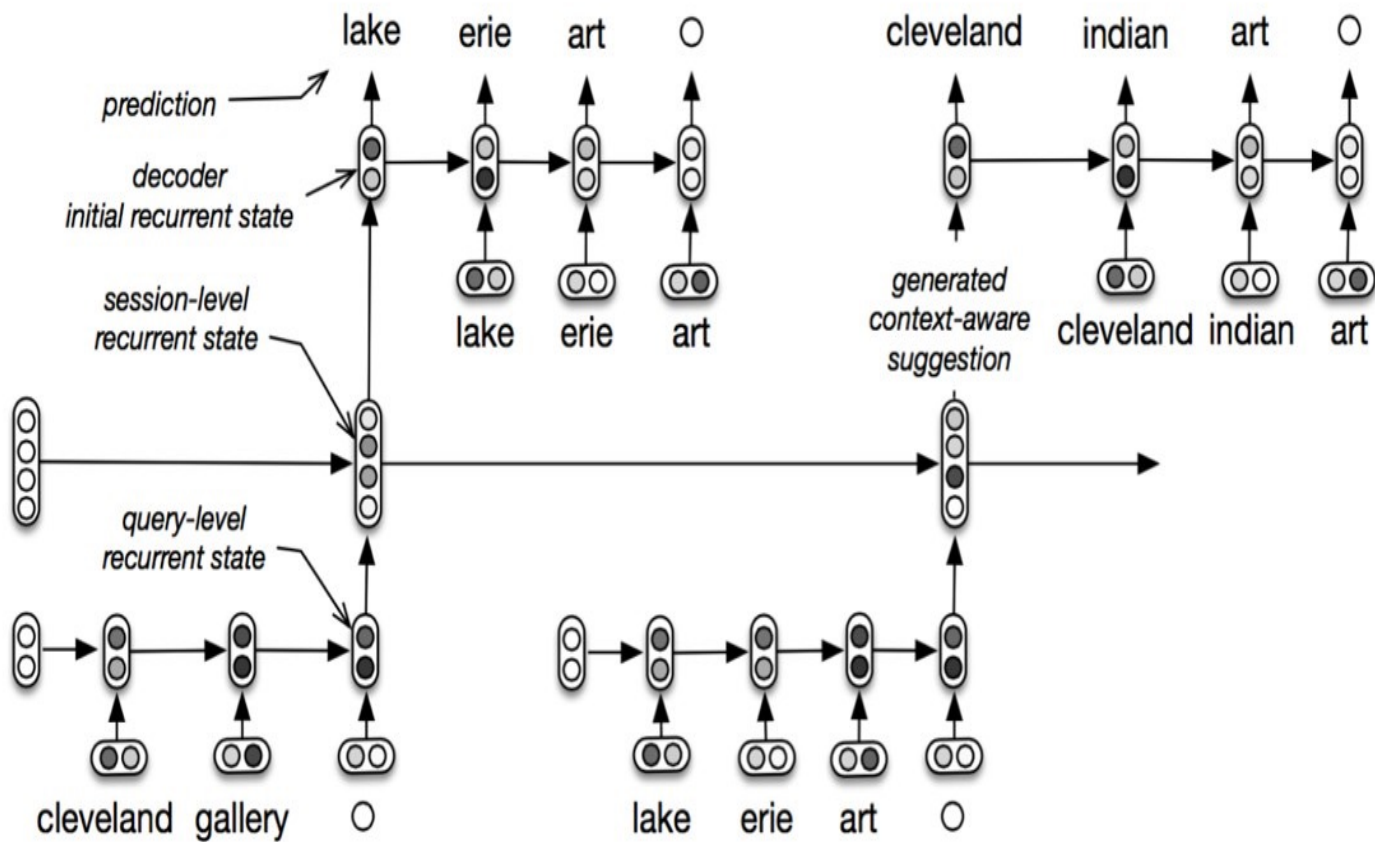 lake erie art
cleveland indian art
prediction
decoder
initial recurrent state
session-level
recurrent state
lake erie art
generated
context-aware
suggestion
cleveland indian art
query-level
recurrent state
cleveland gallery
lake erie art